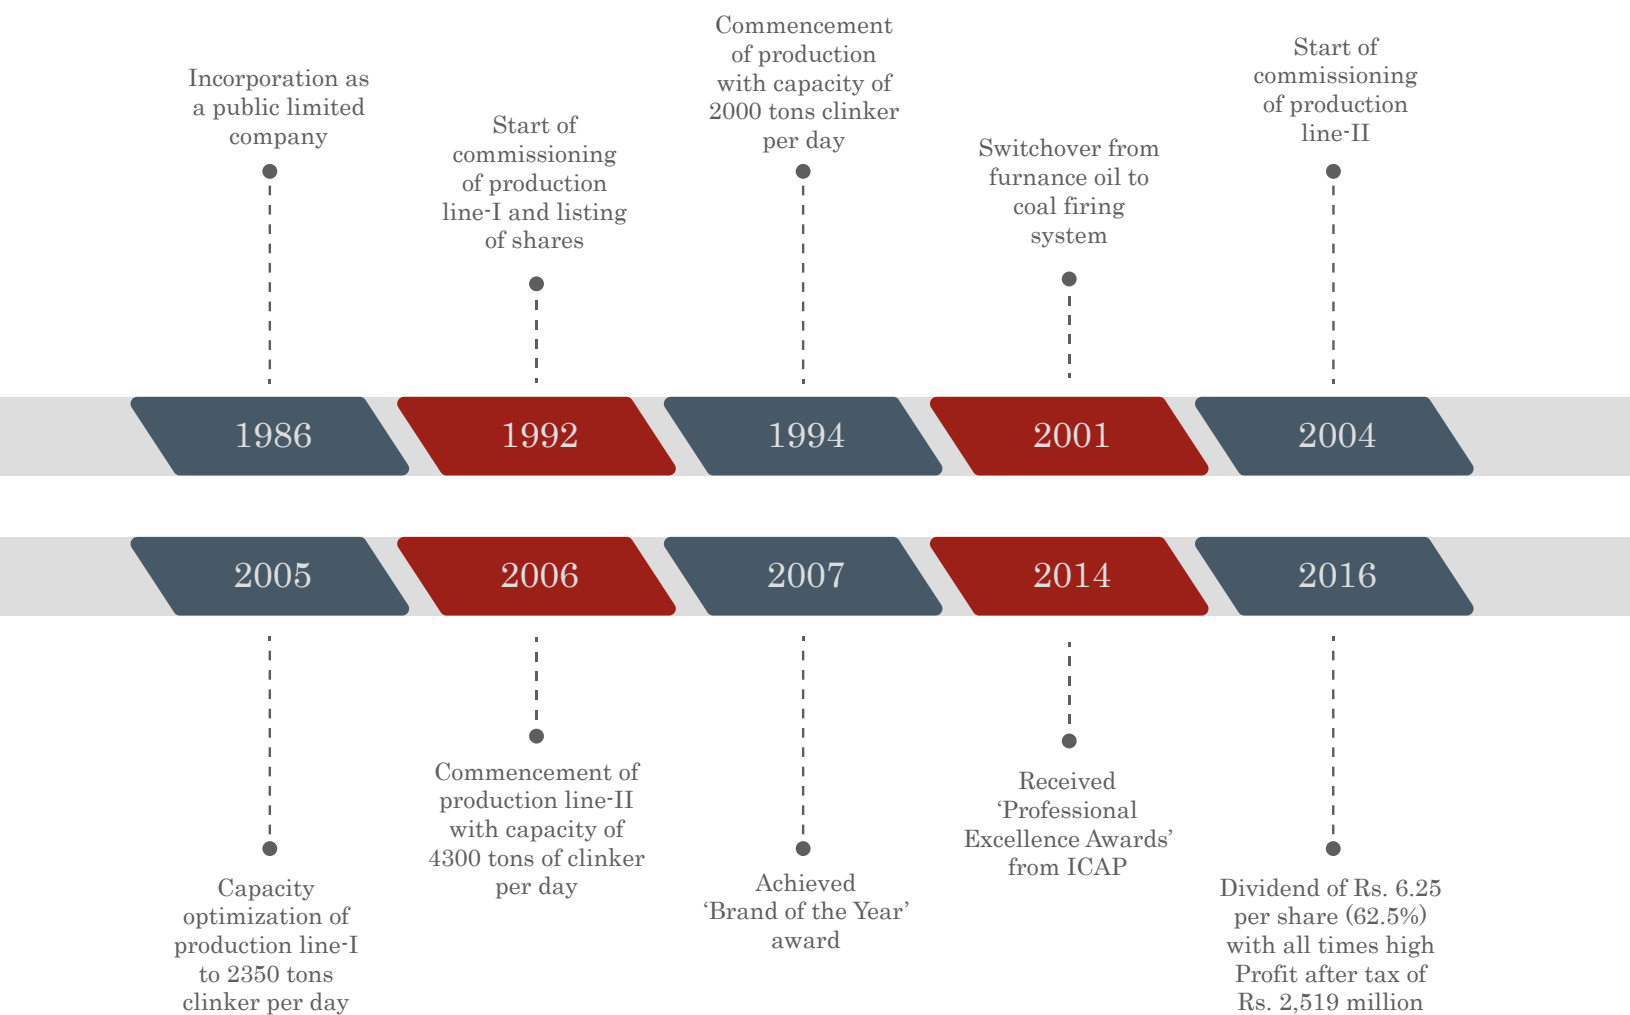 Incorporation as
a public limited
company
Start of
commissioning
of production
line-I and listing
of shares
Commencement
of production
with capacity of
2000 tons clinker
per day
Switchover from
furnance oil to
coal firing
system
Start of
commissioning
of production
line-II
1986
1992
1994
2001
2004
2005
2006
2007
2014
2016
Capacity
optimization of
production line-I
to 2350 tons
clinker per day
Commencement of
production line-II
with capacity of
4300 tons of clinker
per day
Achieved
‘Brand of the Year’
award
Received
‘Professional
Excellence Awards’
from ICAP
Dividend of Rs. 6.25
per share (62.5%)
with all times high
Profit after tax of
Rs. 2,519 million